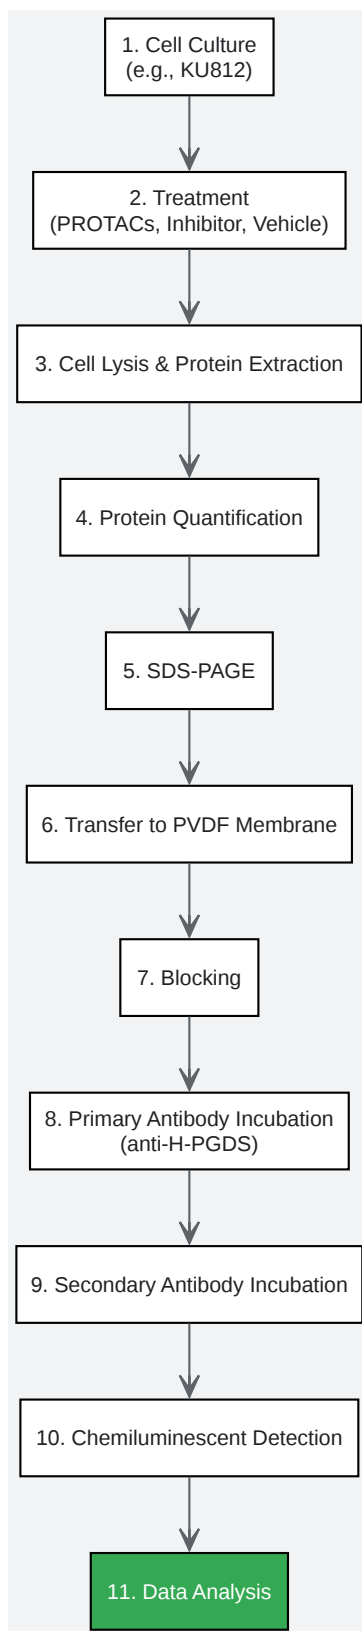 1. Cell Culture
(e.g., KU812)
2. Treatment
(PROTACs, Inhibitor, Vehicle)
3. Cell Lysis & Protein Extraction
4. Protein Quantification
5. SDS-PAGE
6. Transfer to PVDF Membrane
7. Blocking
8. Primary Antibody Incubation
(anti-H-PGDS)
9. Secondary Antibody Incubation
10. Chemiluminescent Detection
11. Data Analysis